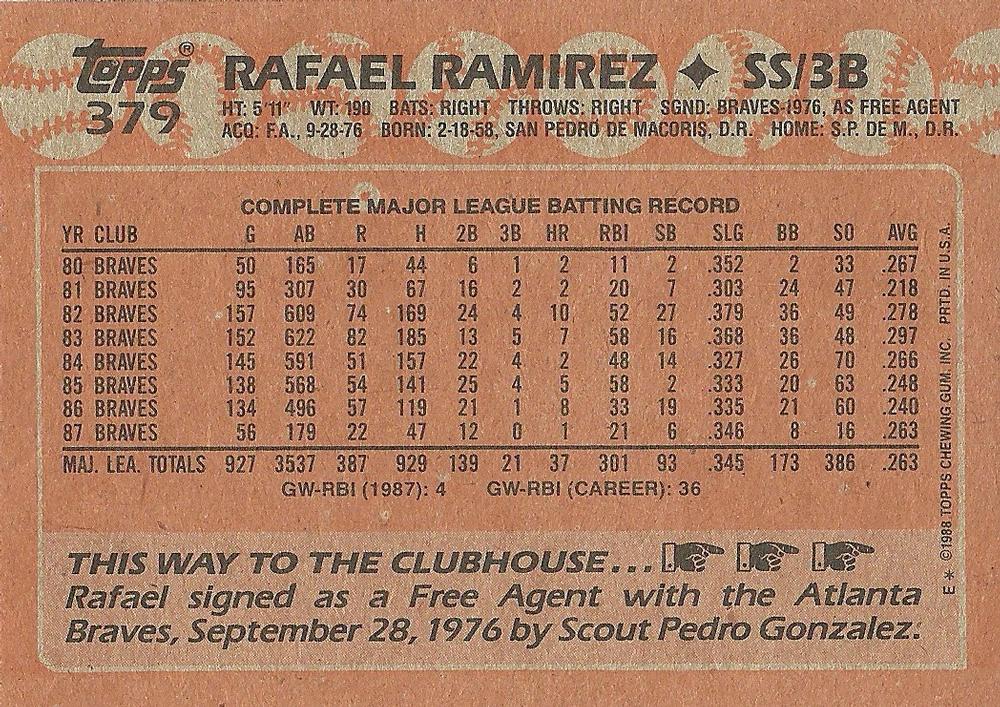 topps® RAFAEL RAMIREZ ✦ SS/3B
379 HT: 5'11" WT: 190 BATS: RIGHT THROWS: RIGHT SGND: BRAVES-1976, AS FREE AGENT
ACQ: F.A., 9-28-76 BORN: 2-18-58, SAN PEDRO DE MACORIS, D.R. HOME: S.P. DE M., D.R.
COMPLETE MAJOR LEAGUE BATTING RECORD
YR CLUB G AB R H 2B 3B HR RBI SB SLG BB SO AVG
80 BRAVES 50 165 17 44 6 1 2 11 2 .352 2 33 .267
81 BRAVES 95 307 30 67 16 2 2 20 7 .303 24 47 .218
82 BRAVES 157 609 74 169 24 4 10 52 27 .379 36 49 .278
83 BRAVES 152 622 82 185 13 5 7 58 16 .368 36 48 .297
84 BRAVES 145 591 51 157 22 4 2 48 14 .327 26 70 .266
85 BRAVES 138 568 54 141 25 4 5 58 2 .333 20 63 .248
86 BRAVES 134 496 57 119 21 1 8 33 19 .335 21 60 .240
87 BRAVES 56 179 22 47 12 0 1 21 6 .346 8 16 .263
MAJ. LEA. TOTALS 927 3537 387 929 139 21 37 301 93 .345 173 386 .263
GW-RBI (1987): 4 GW-RBI (CAREER): 36
THIS WAY TO THE CLUBHOUSE...
Rafael signed as a Free Agent with the Atlanta
Braves, September 28, 1976 by Scout Pedro Gonzalez.
E * ©1988 TOPPS CHEWING GUM, INC. PRTD. IN U.S.A.